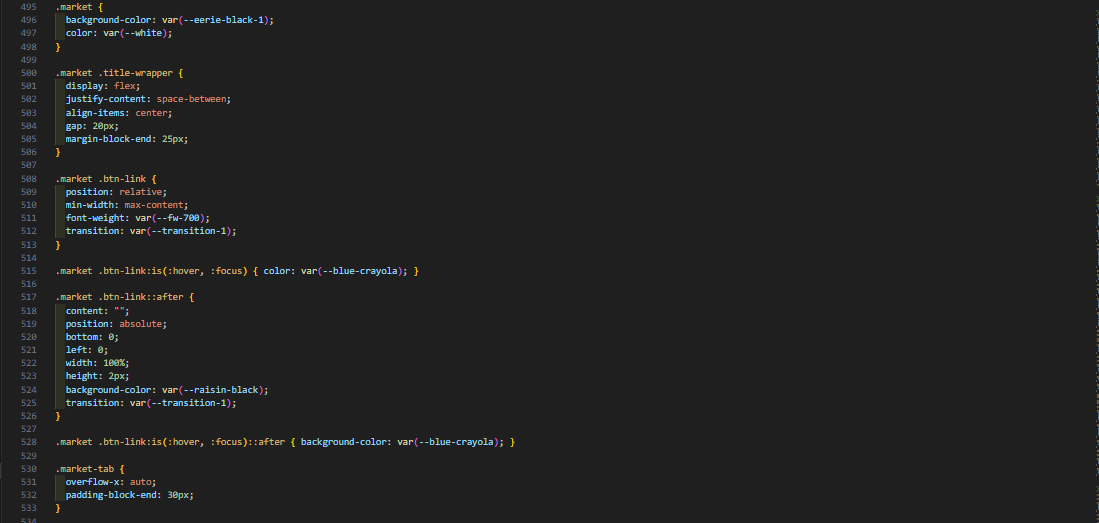 495 .market {
496 background-color: var(--eerie-black-1);
497 color: var(--white);
498 }
499
500 .market .title-wrapper {
501 display: flex;
502 justify-content: space-between;
503 align-items: center;
504 gap: 20px;
505 margin-block-end: 25px;
506 }
507
508 .market .btn-link {
509 position: relative;
510 min-width: max-content;
511 font-weight: var(--fw-700);
512 transition: var(--transition-1);
513 }
514
515 .market .btn-link:is(:hover, :focus) { color: var(--blue-crayola); }
516
517 .market .btn-link::after {
518 content: "";
519 position: absolute;
520 bottom: 0;
521 left: 0;
522 width: 100%;
523 height: 2px;
524 background-color: var(--raisin-black);
525 transition: var(--transition-1);
526 }
527
528 .market .btn-link:is(:hover, :focus)::after { background-color: var(--blue-crayola); }
529
530 .market-tab {
531 overflow-x: auto;
532 padding-block-end: 30px;
533 }
534